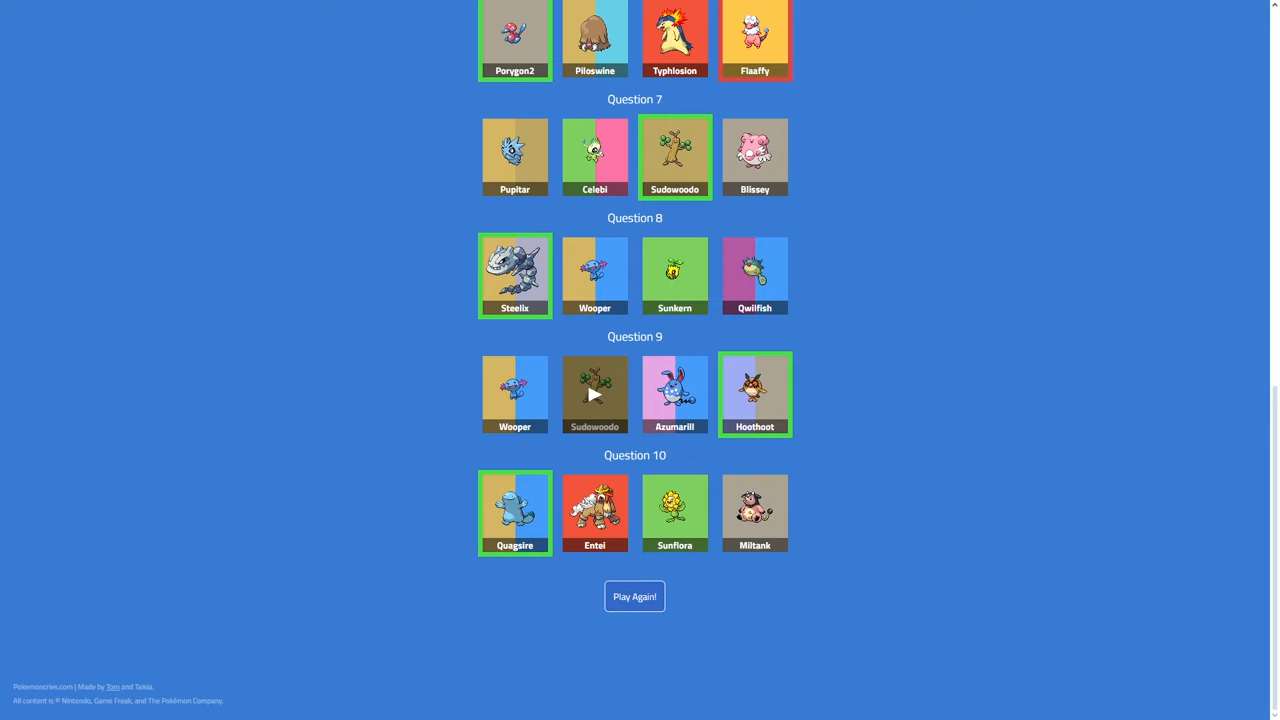 Porygon2 Piloswine Typhlosion Flaaffy
Question 7
Pupitar Celebi Sudowoodo Blissey
Question 8
Steelix Wooper Sunkern Qwilfish
Question 9
Wooper Sudowoodo Azumarill Hoothoot
Question 10
Quagsire Entei Sunflora Miltank
Play Again!
Pokemoncries.com | Made by Tom and Taisia.
All content is © Nintendo, Game Freak, and The Pokémon Company.